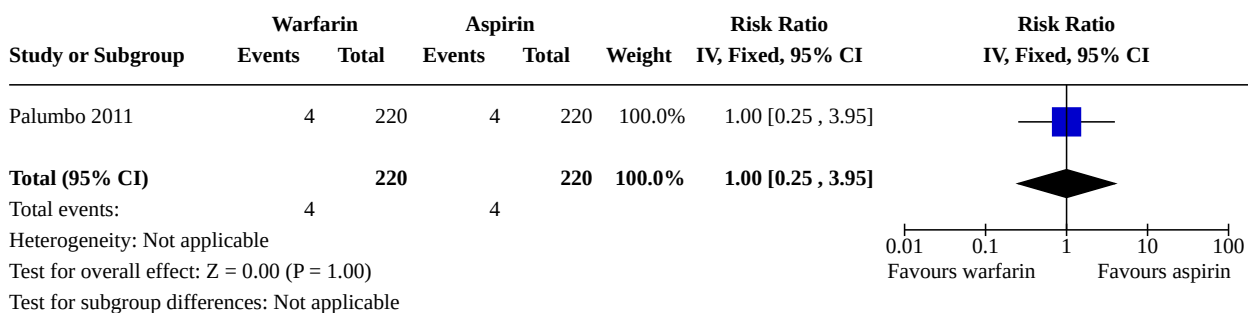 Warfarin Aspirin Risk Ratio Risk Ratio
Study or Subgroup Events Total Events Total Weight IV, Fixed, 95% CI IV, Fixed, 95% CI
Palumbo 2011 4 220 4 220 100.0% 1.00 [0.25 , 3.95]
Total (95% CI) 220 220 100.0% 1.00 [0.25 , 3.95]
Total events: 4 4
Heterogeneity: Not applicable
Test for overall effect: Z = 0.00 (P = 1.00)
Test for subgroup differences: Not applicable
0.01 0.1 1 10 100
Favours warfarin Favours aspirin